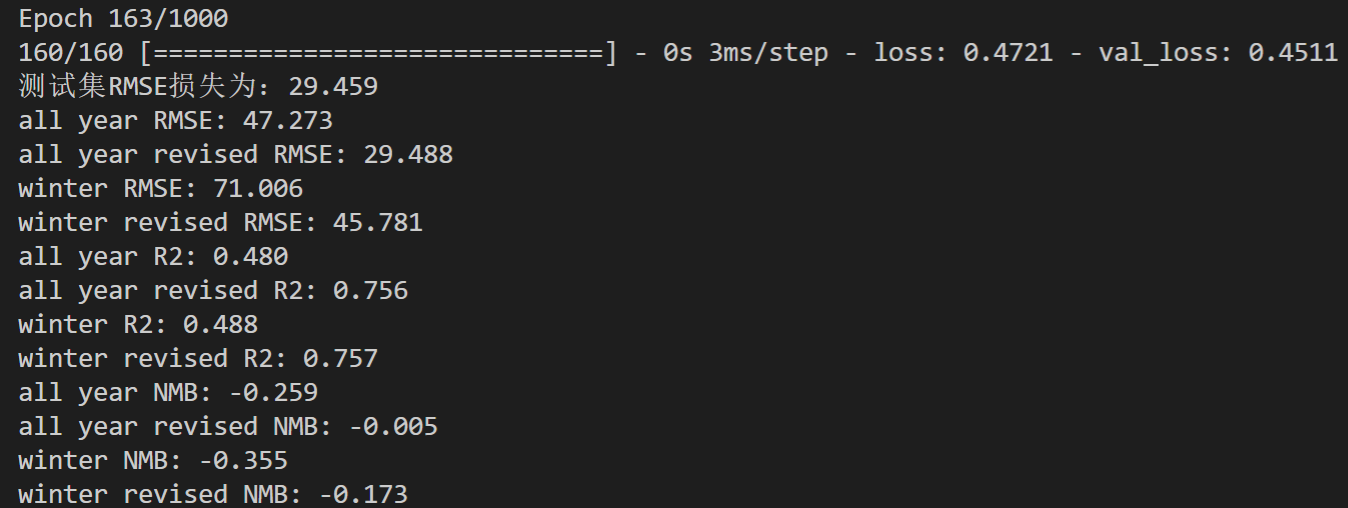 Epoch 163/1000
160/160 [==============================] - 0s 3ms/step - loss: 0.4721 - val_loss: 0.4511
测试集RMSE损失为：29.459
all year RMSE: 47.273
all year revised RMSE: 29.488
winter RMSE: 71.006
winter revised RMSE: 45.781
all year R2: 0.480
all year revised R2: 0.756
winter R2: 0.488
winter revised R2: 0.757
all year NMB: -0.259
all year revised NMB: -0.005
winter NMB: -0.355
winter revised NMB: -0.173